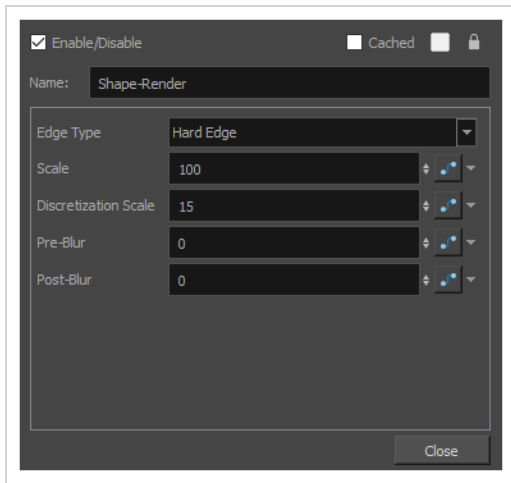 Enable/Disable Cached
Name: Shape-Render
Edge Type Hard Edge
Scale 100
Discretization Scale 15
Pre-Blur 0
Post-Blur 0
Close